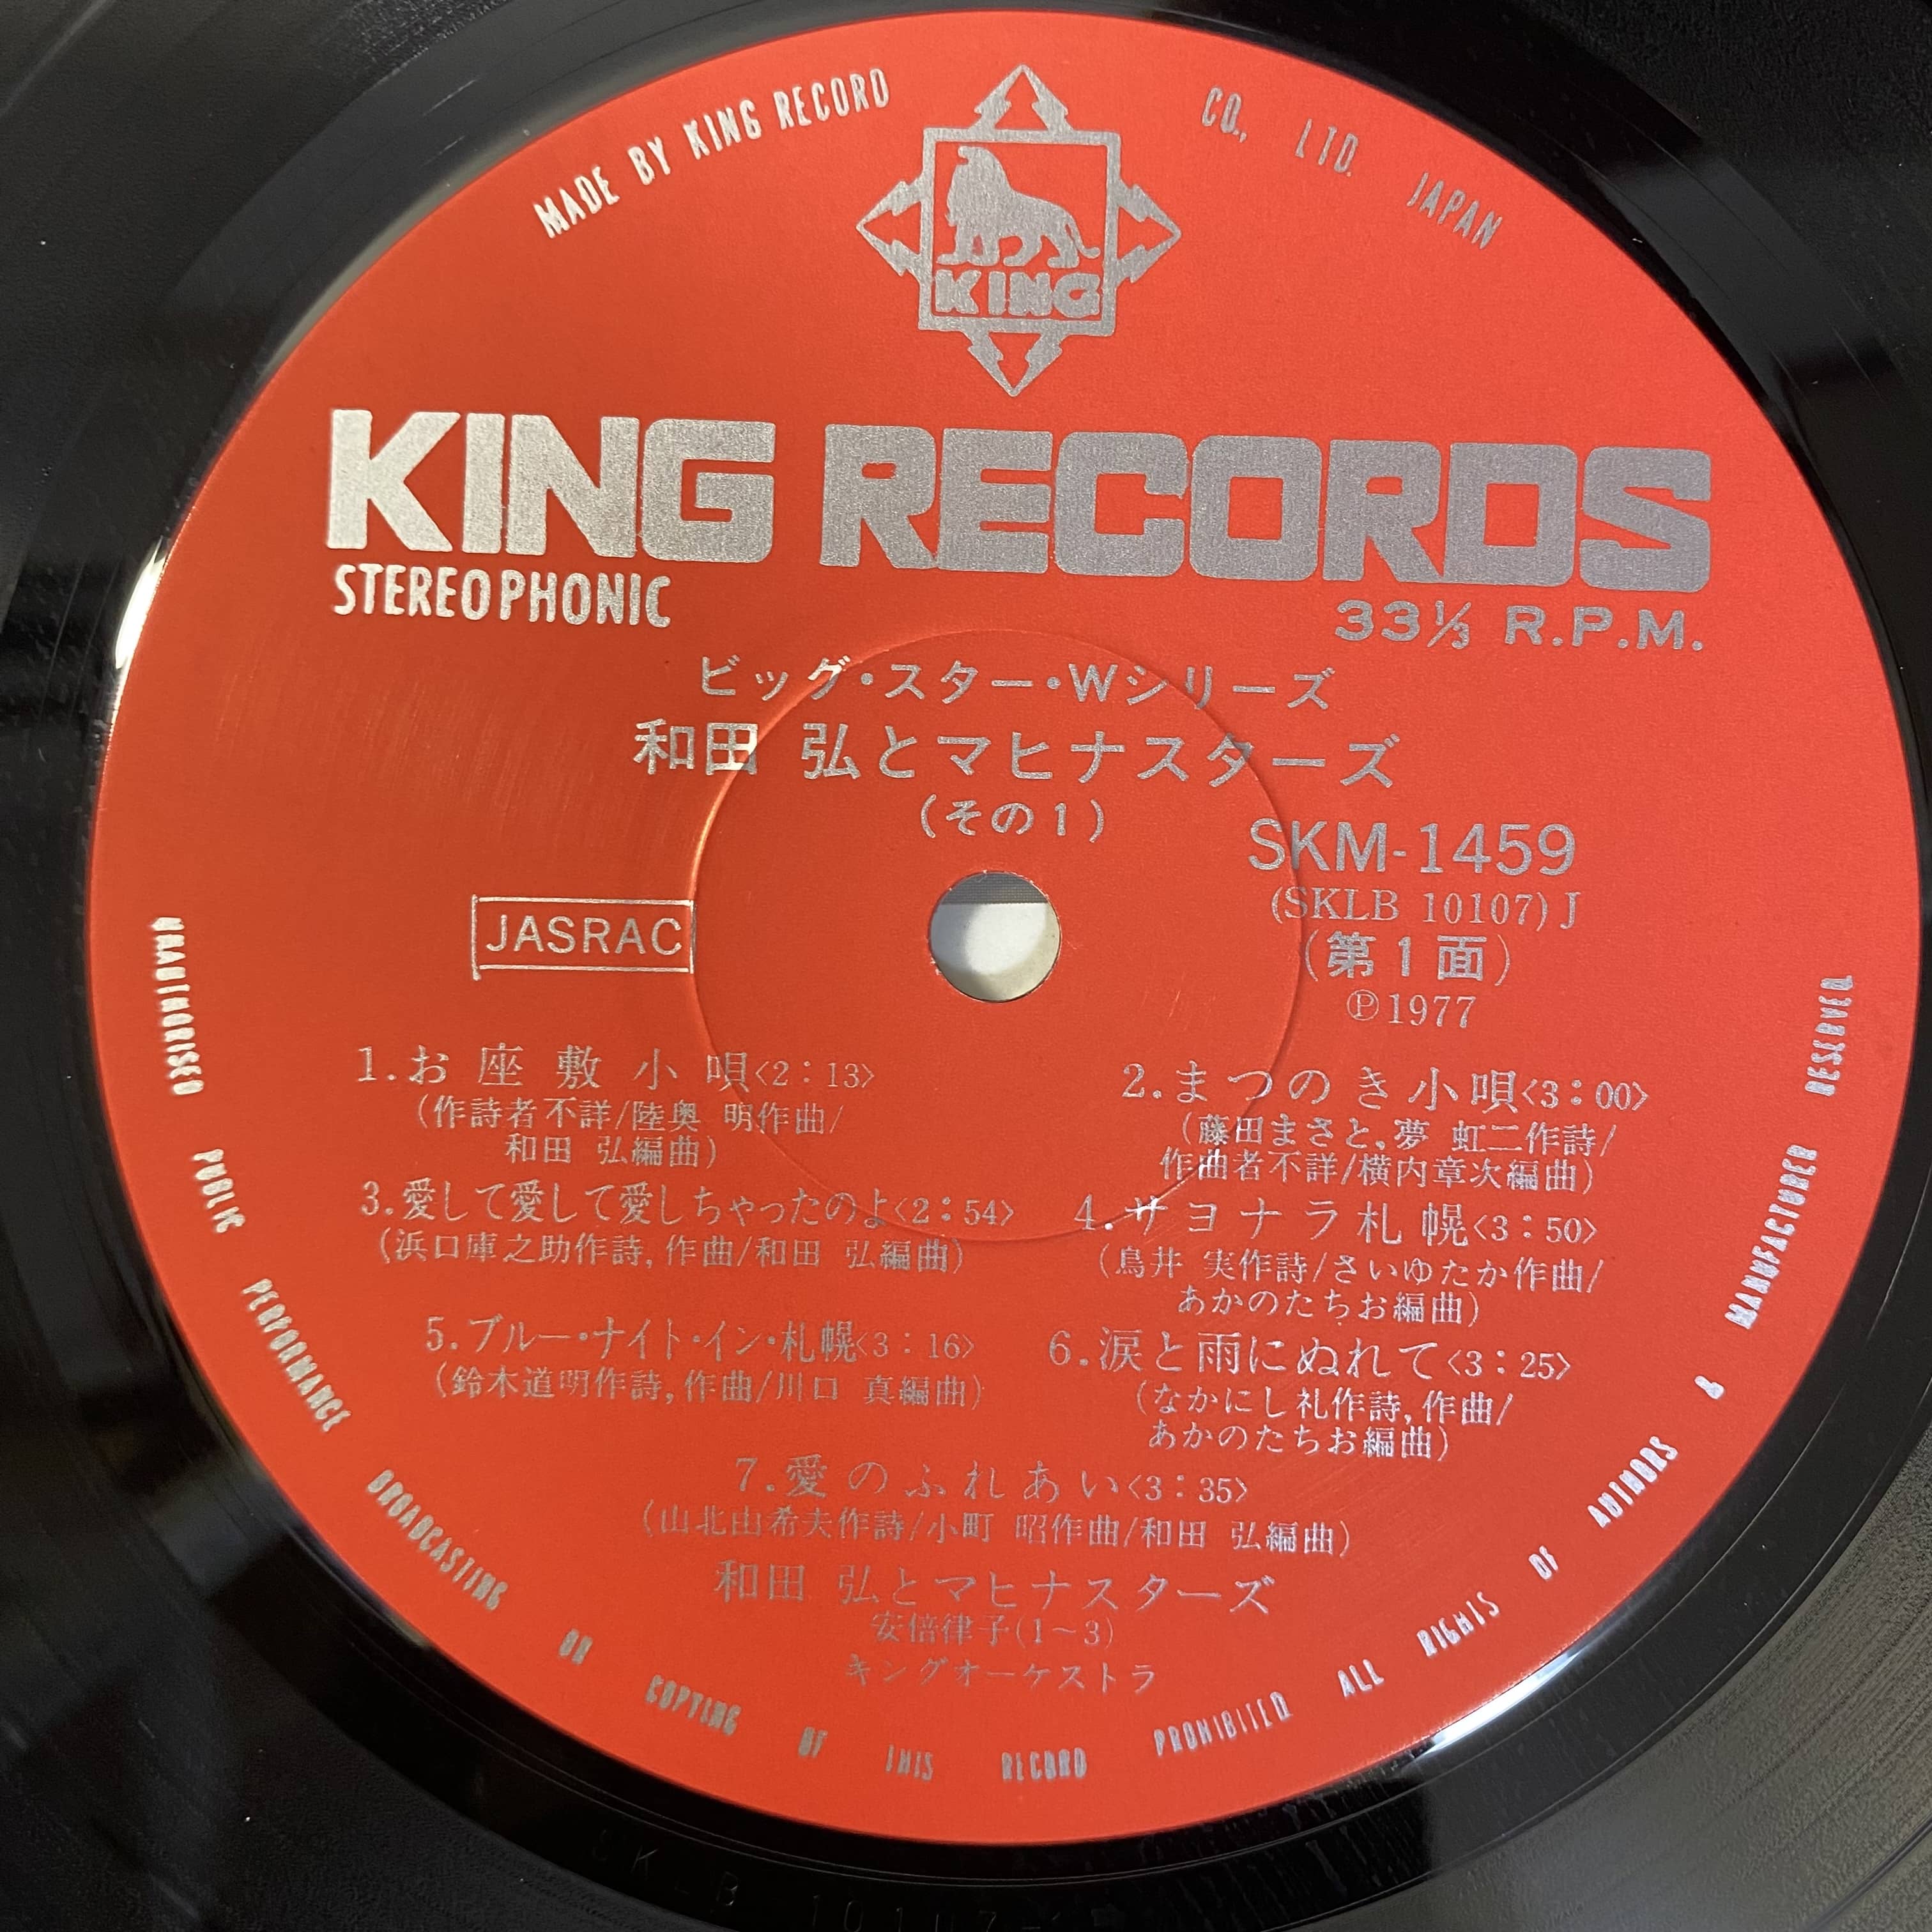 MADE BY KING RECORD CO., LTD. JAPAN
KING
KING RECORDS
STEREOPHONIC
33⅓ R.P.M.
ビッグ・スター・Wシリーズ
和田 弘とマヒナスターズ
(その1)
SKM-1459
(SKLB 10107) J
JASRAC
(第1面)
Ⓟ1977
1.お座敷小唄<2:13>
(作詩者不詳/陸奥 明作曲/
和田 弘編曲)
2.まつのき小唄<3:00>
(藤田まさと,夢 虹二作詩/
作曲者不詳/横内章次編曲)
3.愛して愛して愛しちゃったのよ<2:54>
(浜口庫之助作詩,作曲/和田 弘編曲)
4.サヨナラ札幌<3:50>
(鳥井 実作詩/さいゆたか作曲/
あかのたちお編曲)
5.ブルー・ナイト・イン・札幌<3:16>
(鈴木道明作詩,作曲/川口 真編曲)
6.涙と雨にぬれて<3:25>
(なかにし礼作詩,作曲/
あかのたちお編曲)
7.愛のふれあい<3:35>
(山北由希夫作詩/小町 昭作曲/和田 弘編曲)
和田 弘とマヒナスターズ
安倍律子(1～3)
キングオーケストラ
UNAUTHORISED PUBLIC PERFORMANCE BROADCASTING OR COPYING OF THIS RECORD PROHIBITED ALL RIGHTS OF AUTHORS & MANUFACTURER RESERVED
SKLB 10107-1